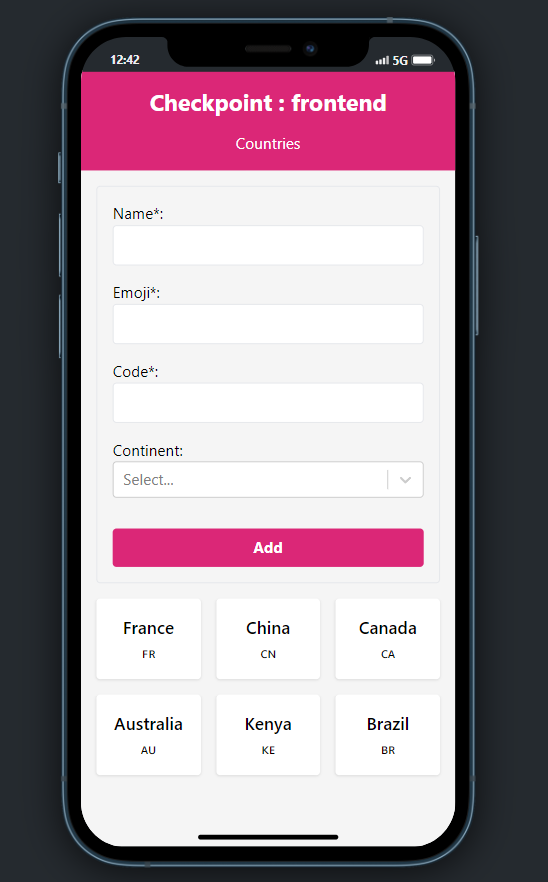 12:42 5G
Checkpoint : frontend
Countries
Name*:
Emoji*:
Code*:
Continent:
Select...
Add
France China Canada
FR CN CA
Australia Kenya Brazil
AU KE BR